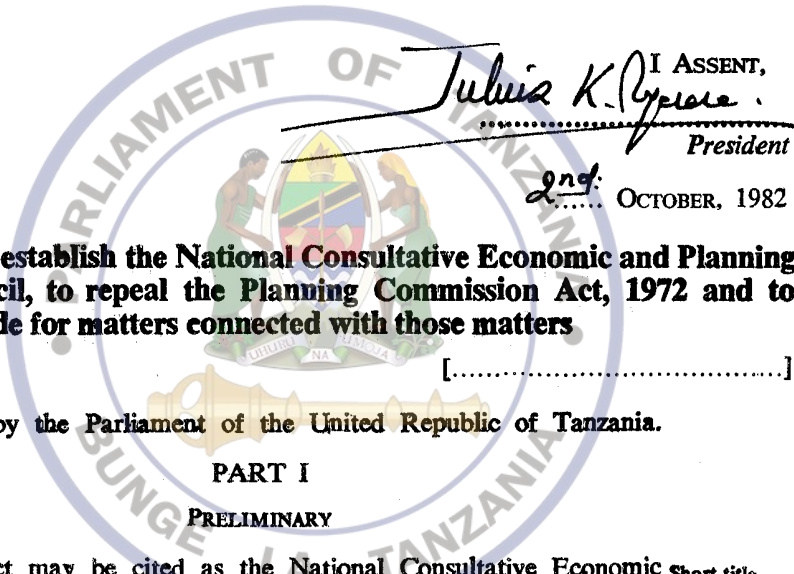 I ASSENT,
Julius K. Nyerere.
President
2nd: OCTOBER, 1982
establish the National Consultative Economic and Planning
cil, to repeal the Planning Commission Act, 1972 and to
de for matters connected with those matters
[.....................................]
by the Parliament of the United Republic of Tanzania.
PART I
PRELIMINARY
ct may be cited as the National Consultative Economic Short title
PARLIAMENT OF TANZANIA
UHURU NA UMOJA
BUNGE LA TANZANIA